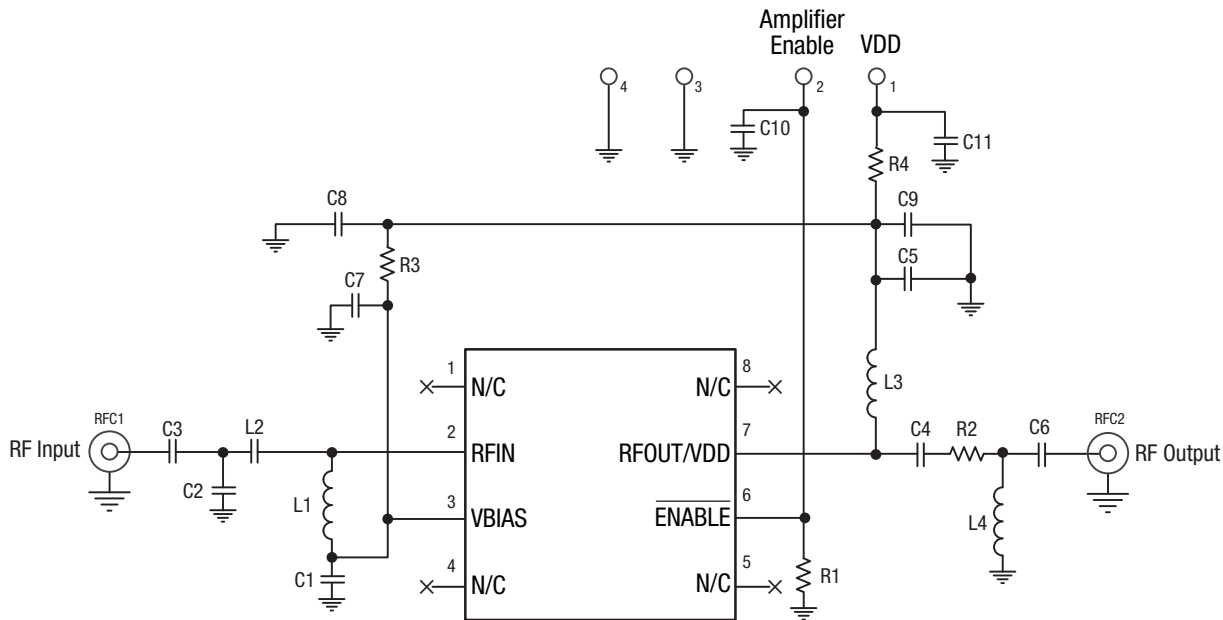 Amplifier
Enable
VDD
4
3
2
1
C10
C11
R4
C8
C9
R3
C5
C7
L3
1
N/C
8
N/C
RF Input
RFC1
C3
L2
2
RFIN
7
RFOUT/VDD
C4
R2
C6
RFC2
RF Output
C2
L1
3
VBIAS
6
ENABLE
L4
C1
4
N/C
5
N/C
R1